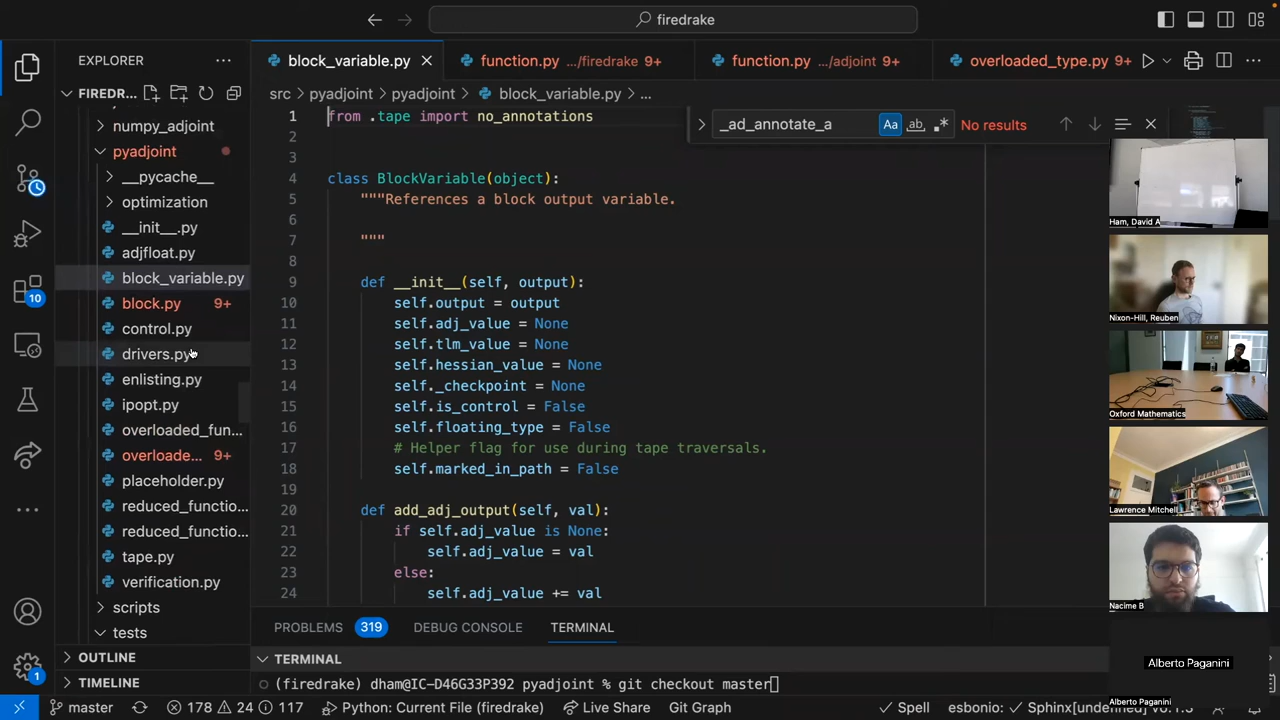 firedrake
EXPLORER
FIREDR...
numpy_adjoint
pyadjoint
__pycache__
optimization
__init__.py
adjfloat.py
block_variable.py
block.py 9+
control.py
drivers.py
enlisting.py
ipopt.py
overloaded_fun...
overloade... 9+
placeholder.py
reduced_functio...
reduced_functio...
tape.py
verification.py
scripts
tests
OUTLINE
TIMELINE
10
1
block_variable.py
function.py .../firedrake 9+
function.py .../adjoint 9+
overloaded_type.py 9+
src > pyadjoint > pyadjoint > block_variable.py > ...
_ad_annotate_a Aa ab No results
1 from .tape import no_annotations
2
3
4 class BlockVariable(object):
5 """References a block output variable.
6
7 """
8
9 def __init__(self, output):
10 self.output = output
11 self.adj_value = None
12 self.tlm_value = None
13 self.hessian_value = None
14 self._checkpoint = None
15 self.is_control = False
16 self.floating_type = False
17 # Helper flag for use during tape traversals.
18 self.marked_in_path = False
19
20 def add_adj_output(self, val):
21 if self.adj_value is None:
22 self.adj_value = val
23 else:
24 self.adj_value += val
PROBLEMS 319 DEBUG CONSOLE TERMINAL
TERMINAL
(firedrake) dham@IC-D46G33P392 pyadjoint % git checkout master
master 178 24 117 Python: Current File (firedrake) Live Share Git Graph Spell esbonio: Sphinx[undefined]
Ham, David A
Nixon-Hill, Reuben
Oxford Mathematics
Lawrence Mitchell
Nacime B
Alberto Paganini
Alberto Paganini